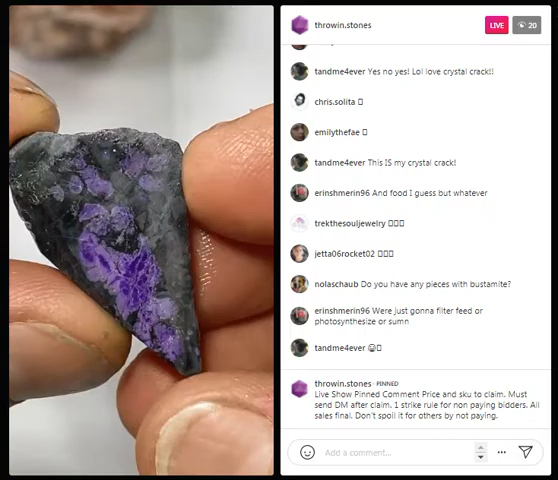 throwin.stones
LIVE
20
tandme4ever Yes no yes! Lol love crystal crack!!
chris.solita
emilythefae
tandme4ever This IS my crystal crack!
erinshmerin96 And food I guess but whatever
trekthesouljewelry
jetta06rocket02
nolaschaub Do you have any pieces with bustamite?
erinshmerin96 Were just gonna filter feed or
photosynthesize or sumn
tandme4ever 😂
throwin.stones · PINNED
Live Show Pinned Comment Price and sku to claim. Must
send DM after claim. 1 strike rule for non paying bidders. All
sales final. Don't spoil it for others by not paying.
Add a comment...